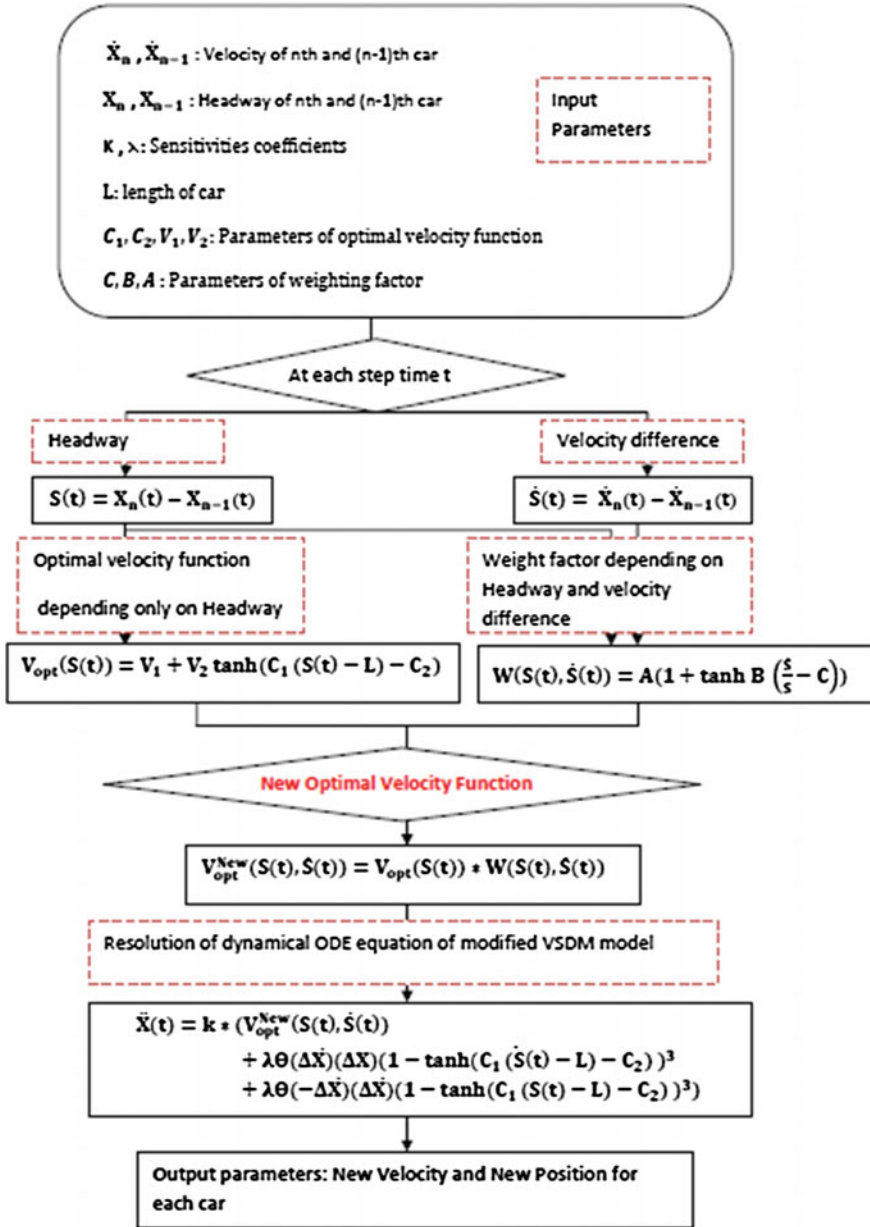 Ẋₙ , Ẋₙ₋₁ : Velocity of nth and (n-1)th car
Xₙ , Xₙ₋₁ : Headway of nth and (n-1)th car
K , λ: Sensitivities coefficients
L: length of car
C₁, C₂, V₁, V₂: Parameters of optimal velocity function
C, B, A : Parameters of weighting factor
Input
Parameters
At each step time t
Headway
Velocity difference
S(t) = Xₙ(t) − Xₙ₋₁(t)
Ṡ(t) = Ẋₙ(t) − Ẋₙ₋₁(t)
Optimal velocity function
depending only on Headway
Weight factor depending on
Headway and velocity
difference
V_opt(S(t)) = V₁ + V₂ tanh(C₁ (S(t) − L) − C₂)
W(S(t), Ṡ(t)) = A(1 + tanh B (s/s − C))
New Optimal Velocity Function
V_opt^New(S(t), Ṡ(t)) = V_opt(S(t)) * W(S(t), Ṡ(t))
Resolution of dynamical ODE equation of modified VSDM model
Ẍ(t) = k * (V_opt^New(S(t), Ṡ(t))
+ λθ(ΔẊ)(ΔX)(1 − tanh(C₁ (Ṡ(t) − L) − C₂) )³
+ λθ(−ΔẊ)(ΔẊ)(1 − tanh(C₁ (S(t) − L) − C₂) )³)
Output parameters: New Velocity and New Position for
each car